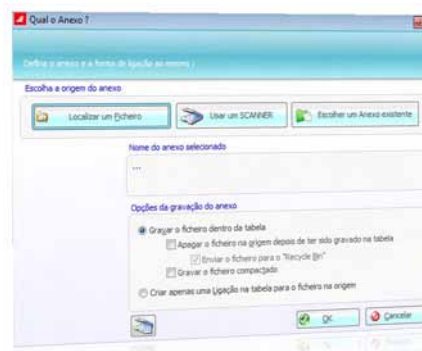 Qual o Anexo ?
Defina o anexo e a forma de ligação ao mesmo !
Escolha a origem do anexo
Localizar um Ficheiro
Usar um SCANNER
Escolher um Anexo existente
Nome do anexo selecionado
...
Opções da gravação do anexo
Gravar o ficheiro dentro da tabela
Apagar o ficheiro na origem depois de ter sido gravado na tabela
Enviar o ficheiro para o "Recycle Bin"
Gravar o ficheiro compactado
Criar apenas uma Ligação na tabela para o ficheiro na origem
OK
Cancelar